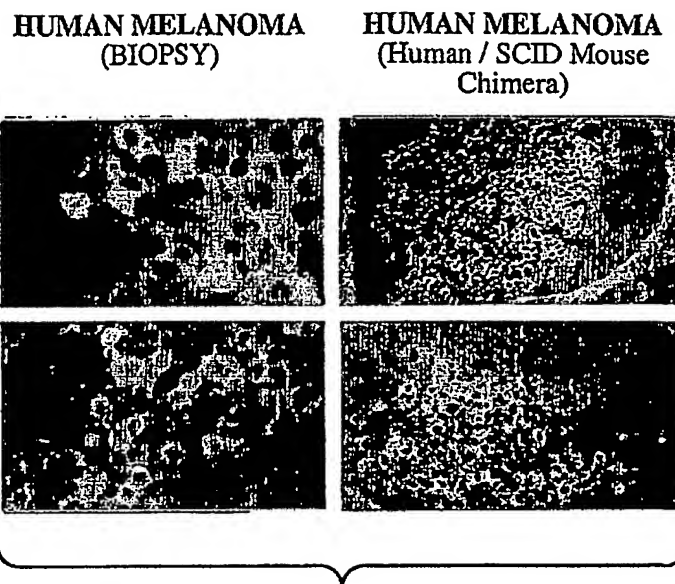 HUMAN MELANOMA
(BIOPSY)
HUMAN MELANOMA
(Human / SCID Mouse
Chimera)